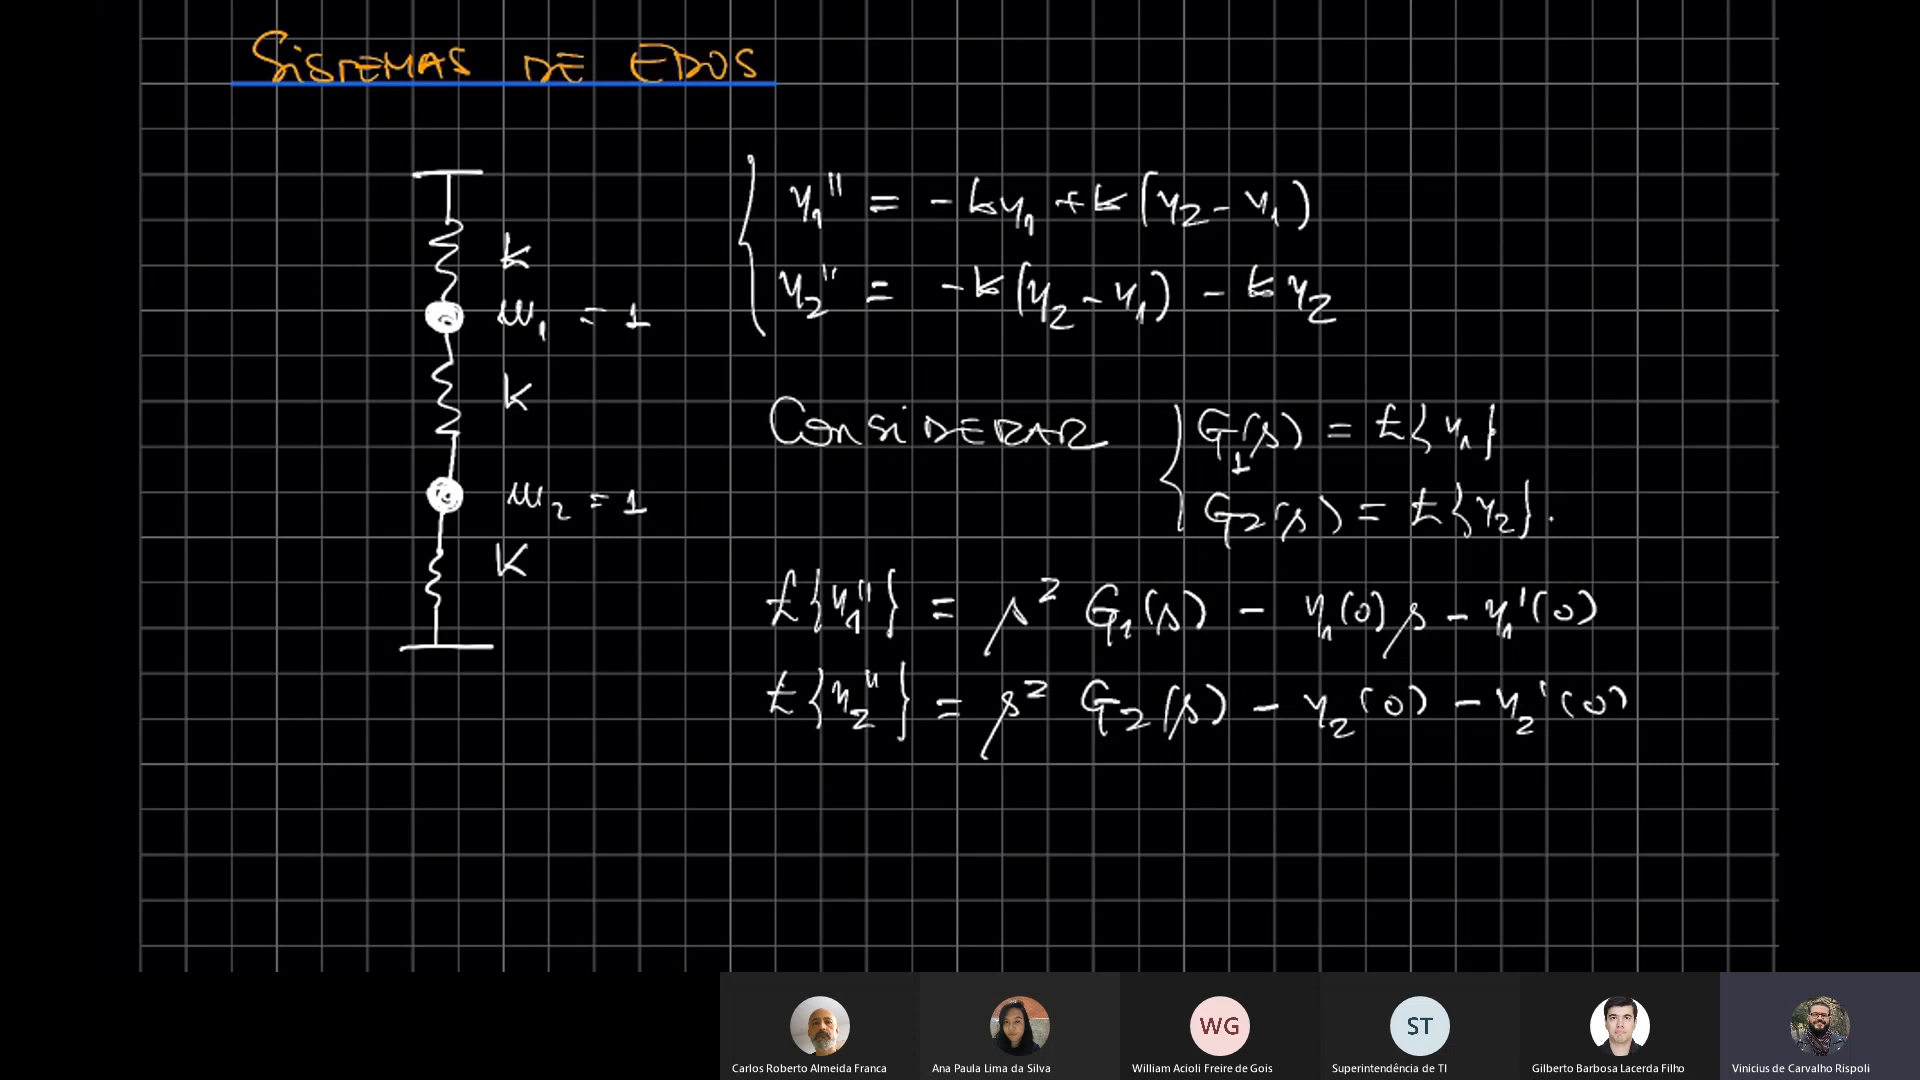 SISTEMAS DE EDOS
k
m₁ = 1
k
m₂ = 1
K
y₁'' = -ky₁ + k(y₂ - y₁)
y₂'' = -k(y₂ - y₁) - ky₂
CONSIDERAR { G₁(s) = £{y₁}
G₂(s) = £{y₂}.
£{y₁''} = s² G₁(s) - y₁(0)s - y₁'(0)
£{y₂''} = s² G₂(s) - y₂(0) - y₂'(0)
WG
ST
Carlos Roberto Almeida Franca
Ana Paula Lima da Silva
William Acioli Freire de Gois
Superintendência de TI
Gilberto Barbosa Lacerda Filho
Vinicius de Carvalho Rispoli